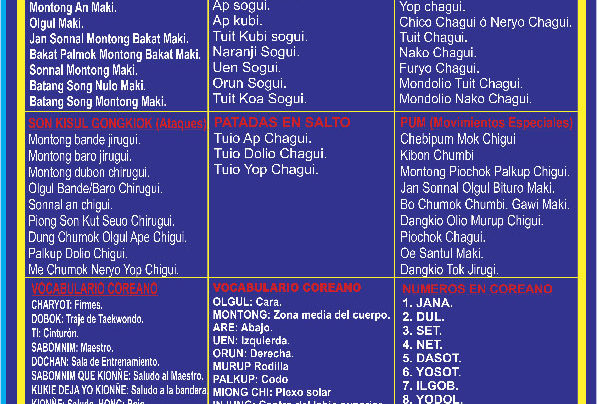 Montong An Maki.
Olgul Maki.
Jan Sonnal Montong Bakat Maki.
Bakat Palmok Montong Bakat Maki.
Sonnal Montong Maki.
Batang Song Nulo Maki.
Batang Song Montong Maki.
Ap sogui.
Ap kubi.
Tuit Kubi sogui.
Naranji Sogui.
Uen Sogui.
Orun Sogui.
Tuit Koa Sogui.
Yop chagui.
Chico Chagui ó Neryo Chagui.
Tuit Chagui.
Nako Chagui.
Furyo Chagui.
Mondolio Tuit Chagui.
Mondolio Nako Chagui.
SON KISUL GONGKIOK (Ataques)
Montong bande jirugui.
Montong baro jirugui.
Montong dubon chirugui.
Olgul Bande/Baro Chirugui.
Sonnal an chigui.
Piong Son Kut Seuo Chirugui.
Dung Chumok Olgul Ape Chigui.
Palkup Dolio Chigui.
Me Chumok Neryo Yop Chigui.
PATADAS EN SALTO
Tuio Ap Chagui.
Tuio Dolio Chagui.
Tuio Yop Chagui.
PUM (Movimientos Especiales)
Chebipum Mok Chigui
Kibon Chumbi
Montong Piochok Palkup Chigui.
Jan Sonnal Olgul Bituro Maki.
Bo Chumok Chumbi. Gawi Maki.
Dangkio Olio Murup Chigui.
Piochok Chagui.
Oe Santul Maki.
Dangkio Tok Jirugi.
VOCABULARIO COREANO
CHARYOT: Firmes.
DOBOK: Traje de Taekwondo.
TI: Cinturón.
SABOMNIM: Maestro.
DOCHAN: Sala de Entrenamiento.
SABOMNIM QUE KIONÑE: Saludo al Maestro.
KUKIE DEJA YO KIONÑE: Saludo a la bandera
KIONÑE: Saludo. HONG: Rojo
VOCABULARIO COREANO
OLGUL: Cara.
MONTONG: Zona media del cuerpo.
ARE: Abajo.
UEN: Izquierda.
ORUN: Derecha.
MURUP Rodilla
PALKUP: Codo
MIONG CHI: Plexo solar
INJUNG: Centro del labio superior
NUMEROS EN COREANO
1. JANA.
2. DUL.
3. SET.
4. NET.
5. DASOT.
6. YOSOT.
7. ILGOB.
8. YODOL.